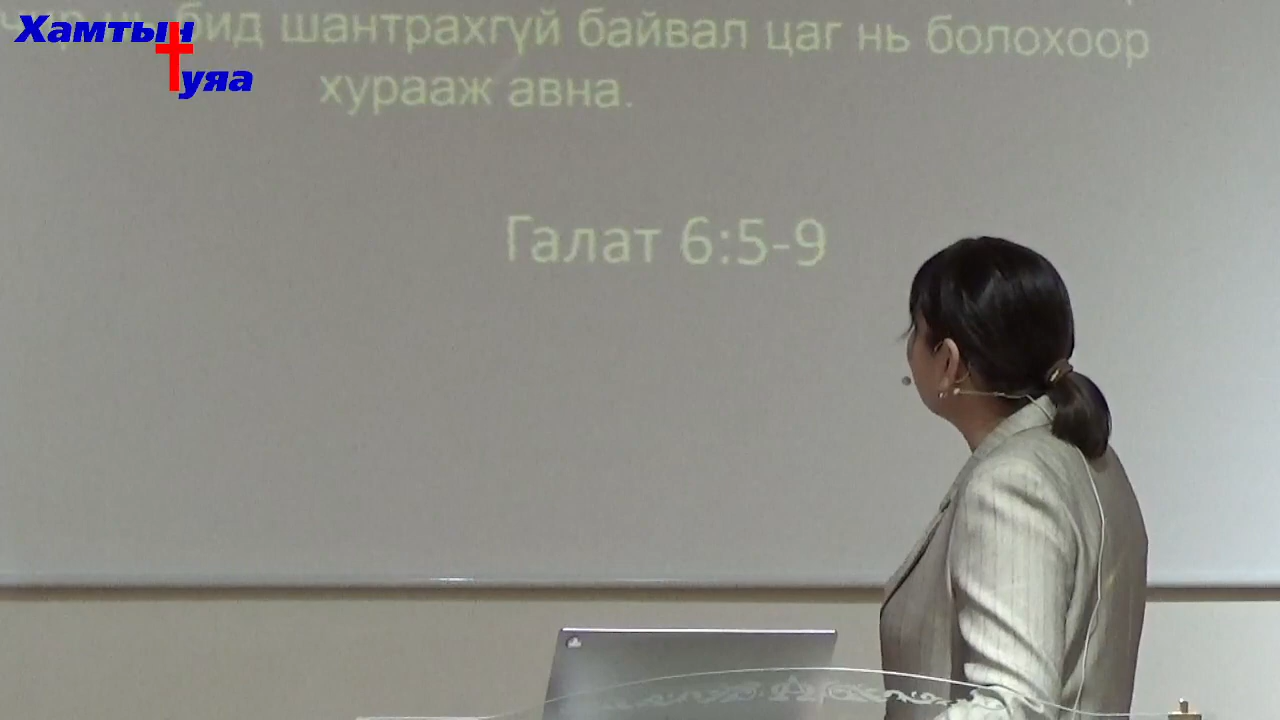 Хамтын
Туяа
бид шантрахгүй байвал цаг нь болохоор
хурааж авна.
Галат 6:5-9